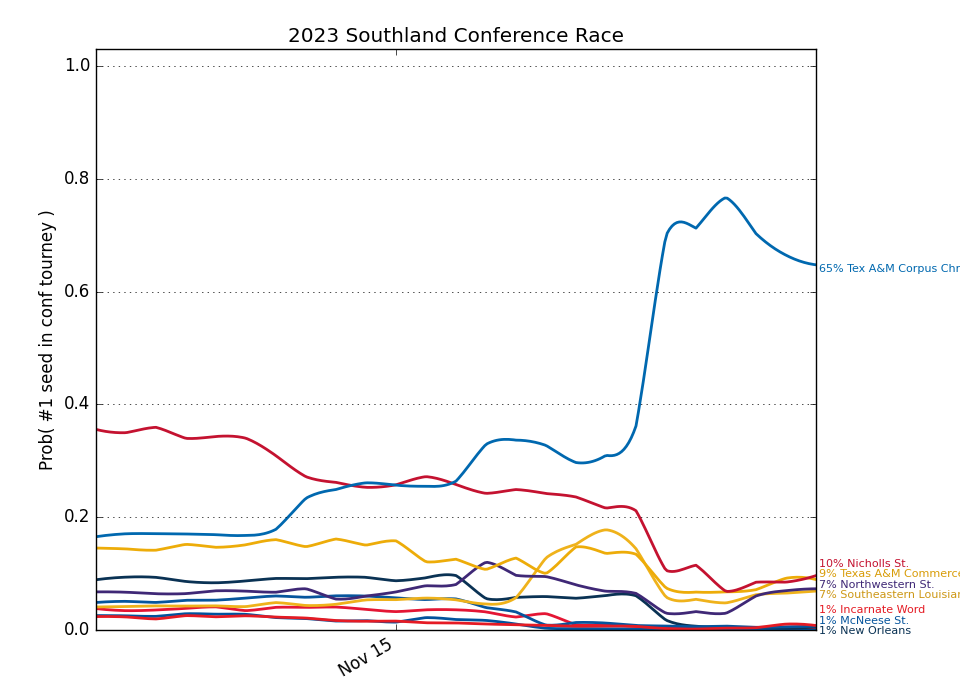 2023 Southland Conference Race
Prob( #1 seed in conf tourney )
1.0
0.8
0.6
0.4
0.2
0.0
Nov 15
65% Tex A&M Corpus Chr
10% Nicholls St.
9% Texas A&M Commerce
7% Northwestern St.
7% Southeastern Louisian
1% Incarnate Word
1% McNeese St.
1% New Orleans